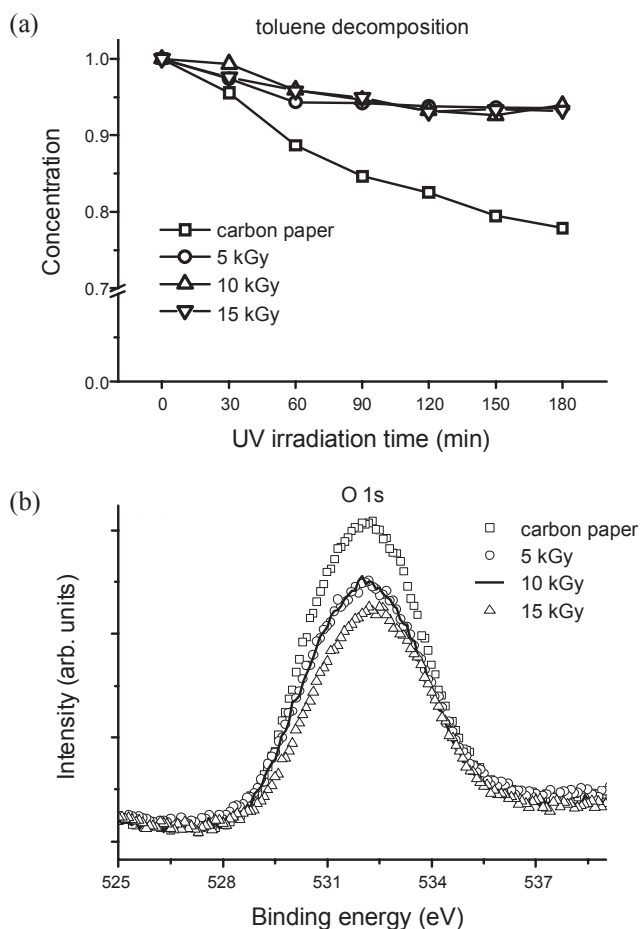 (a)
toluene decomposition
1.0
0.9
0.8
0.7
0.0
Concentration
carbon paper
5 kGy
10 kGy
15 kGy
0 30 60 90 120 150 180
UV irradiation time (min)
(b)
O 1s
carbon paper
5 kGy
10 kGy
15 kGy
Intensity (arb. units)
525 528 531 534 537
Binding energy (eV)